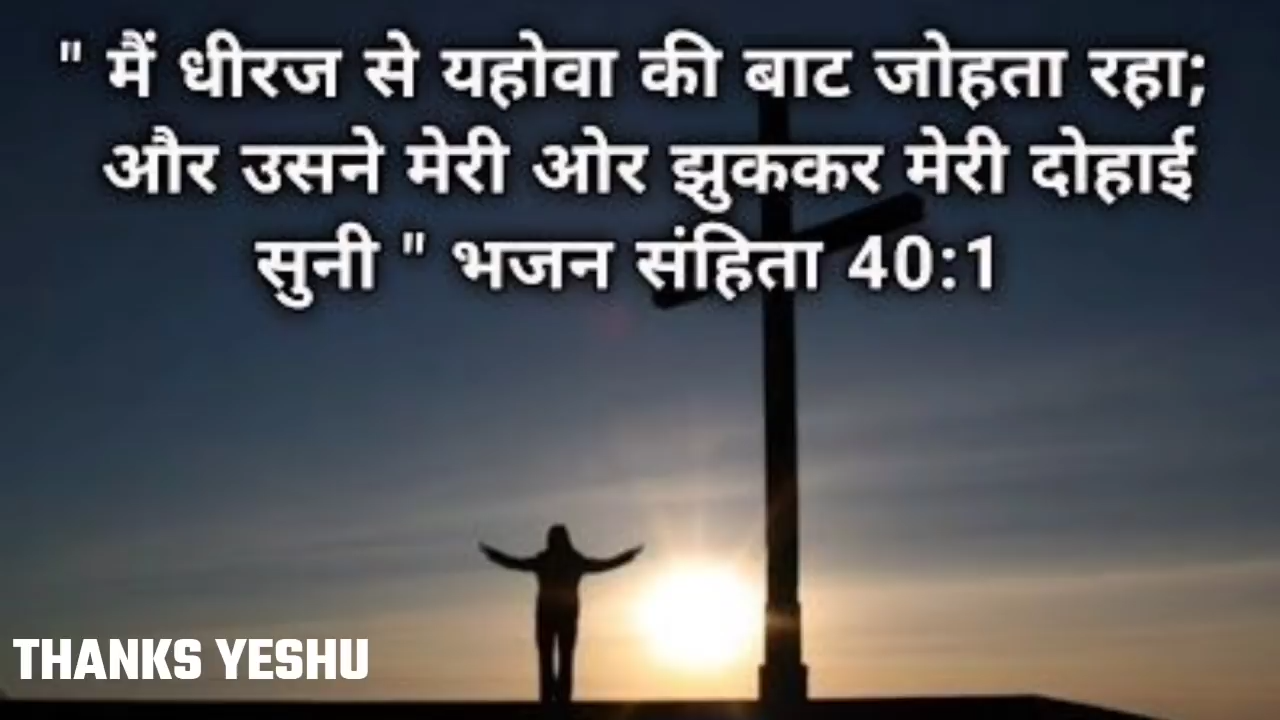 " मैं धीरज से यहोवा की बाट जोहता रहा;
और उसने मेरी ओर झुककर मेरी दोहाई
सुनी " भजन संहिता 40:1
THANKS YESHU